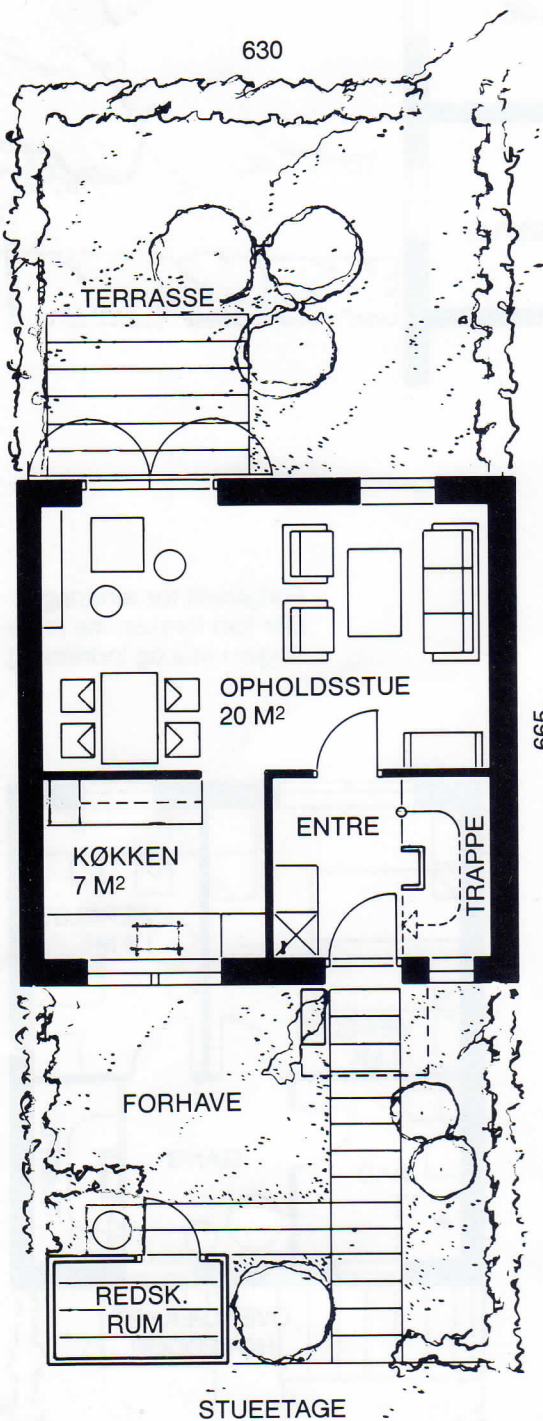 630
TERRASSE
OPHOLDSSTUE
20 M²
665
KØKKEN
7 M²
ENTRE
TRAPPE
FORHAVE
REDSK.
RUM
STUEETAGE